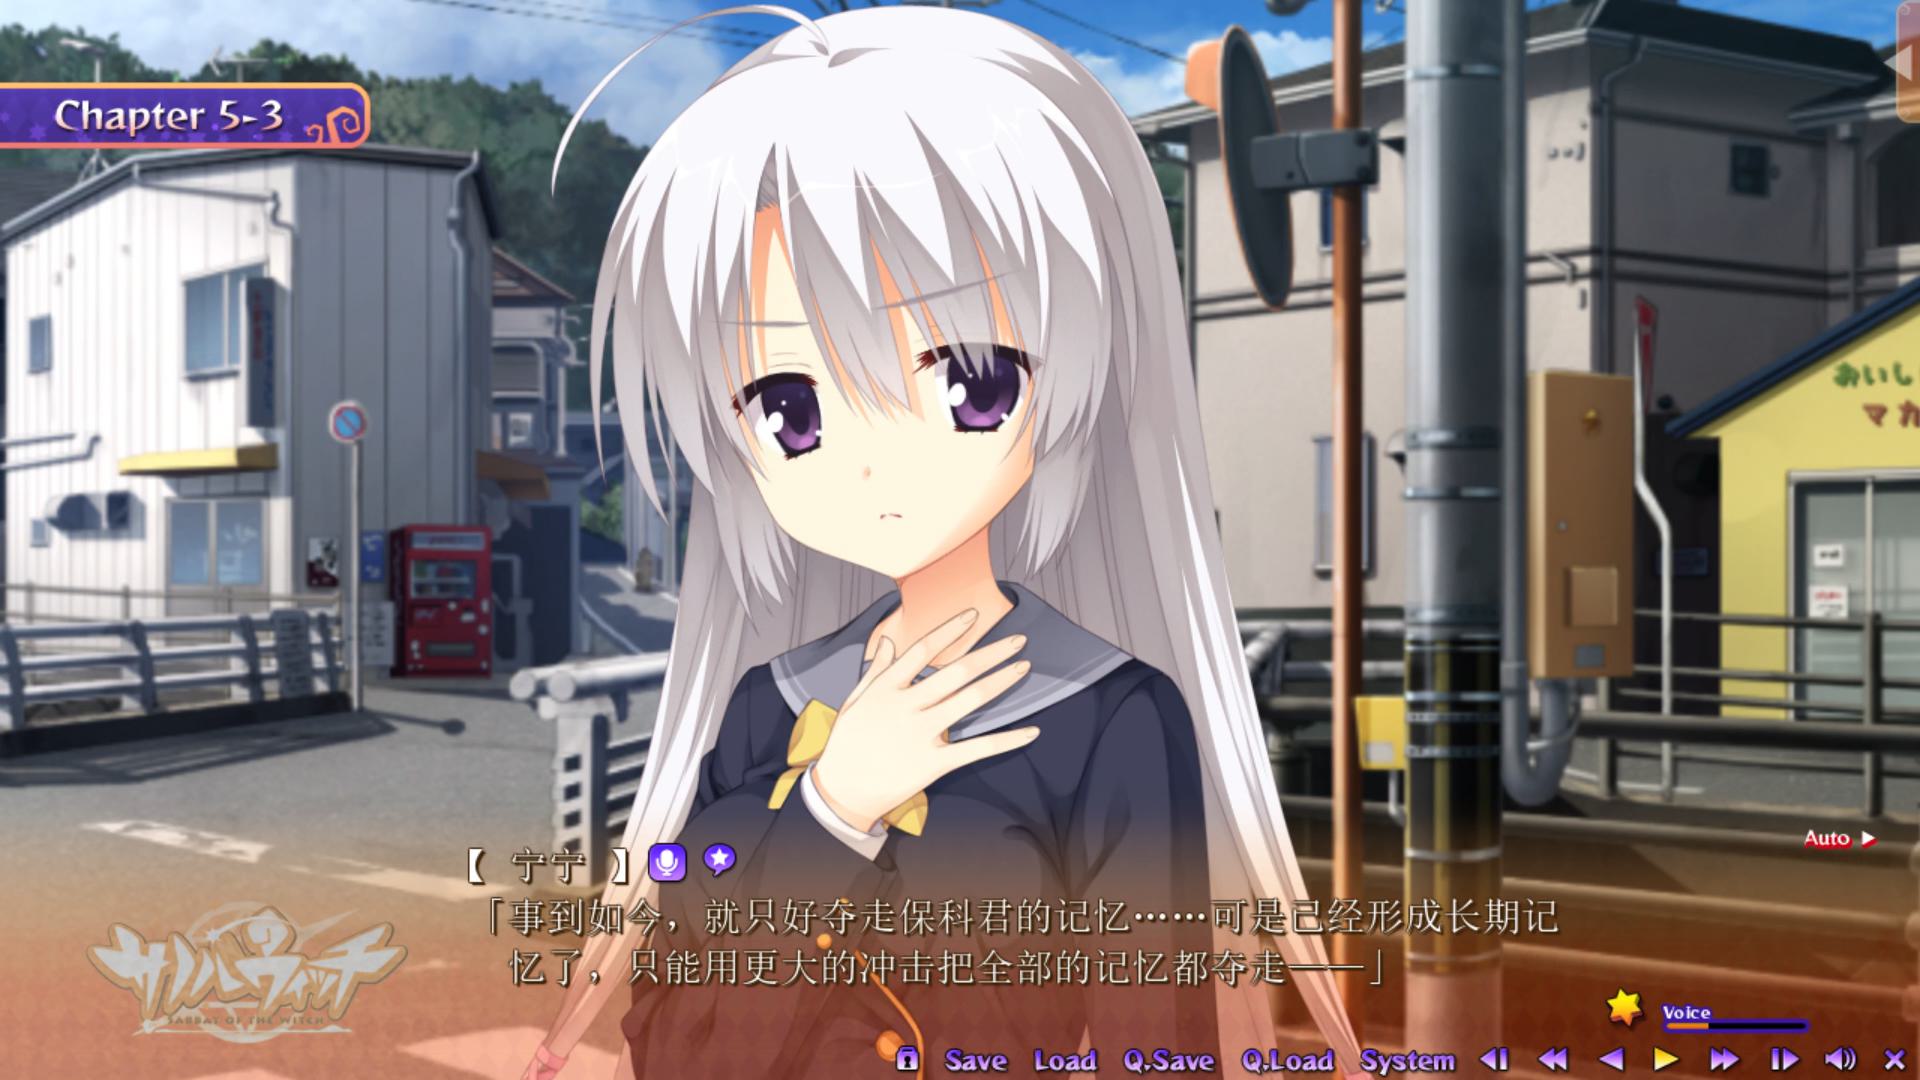 Chapter 5-3
おいし
マカ
Auto
【 宁宁 】
「事到如今，就只好夺走保科君的记忆……可是已经形成长期记
忆了，只能用更大的冲击把全部的记忆都夺走——」
サノバウィッチ
SABBAT OF THE WITCH
Voice
Save Load Q.Save Q.Load System